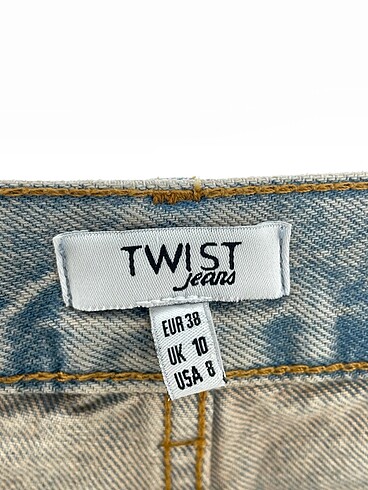 TWIST
jeans
EUR 38
UK 10
USA 8